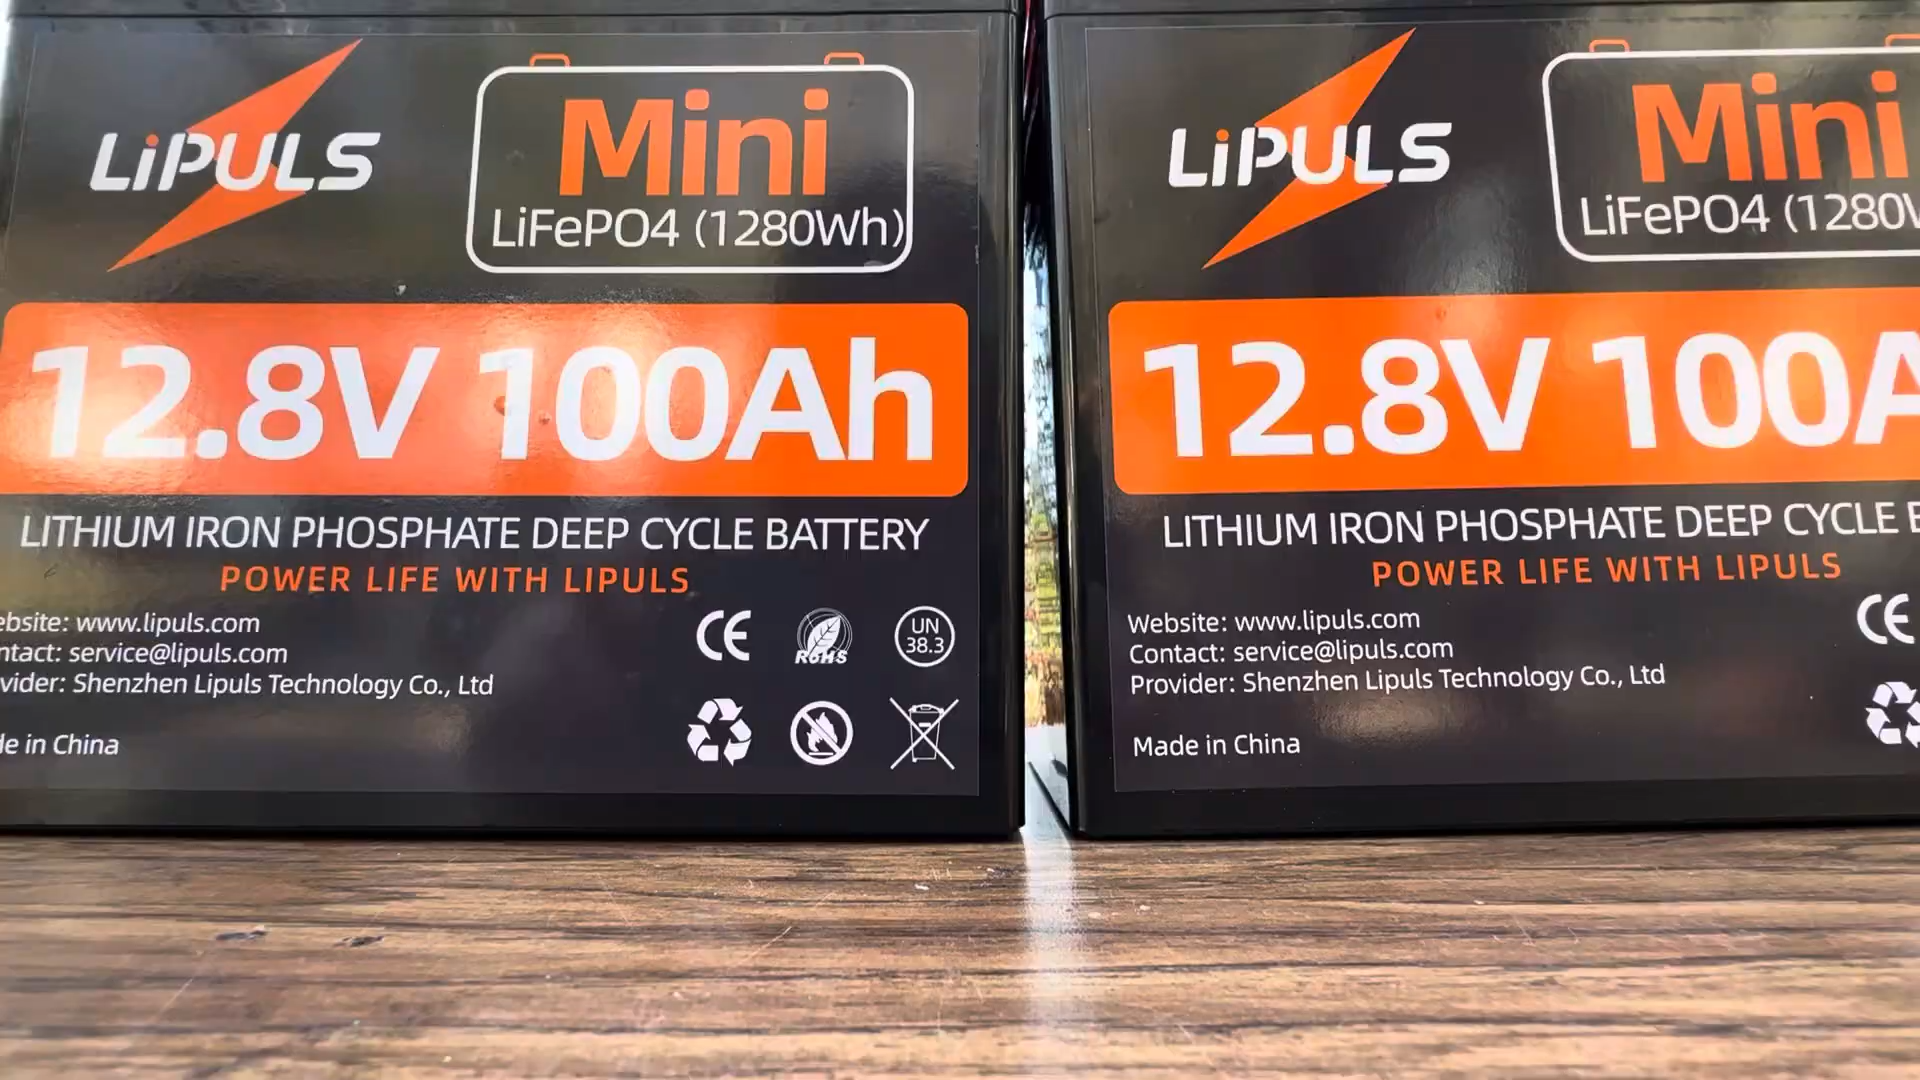 LiPULS
Mini
LiFePO4 (1280Wh)
12.8V 100Ah
LITHIUM IRON PHOSPHATE DEEP CYCLE BATTERY
POWER LIFE WITH LIPULS
ebsite: www.lipuls.com
ntact: service@lipuls.com
vider: Shenzhen Lipuls Technology Co., Ltd
de in China
CE
RoHS
UN
38.3
LiPULS
Mini
LiFePO4 (1280
12.8V 100A
LITHIUM IRON PHOSPHATE DEEP CYCLE
POWER LIFE WITH LIPULS
Website: www.lipuls.com
Contact: service@lipuls.com
Provider: Shenzhen Lipuls Technology Co., Ltd
Made in China
CE